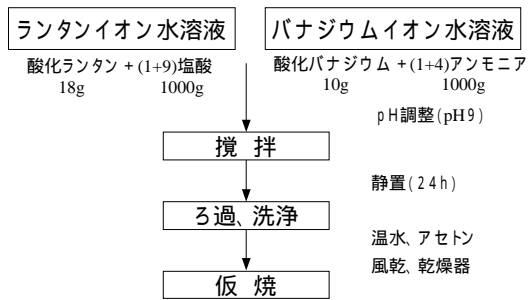 ランタンイオン水溶液 バナジウムイオン水溶液
酸化ランタン + (1+9)塩酸 酸化バナジウム + (1+4)アンモニア
18g 1000g 10g 1000g
pH調整(pH9)
攪 拌
静置(24h)
ろ過、洗浄
温水、アセトン
風乾、乾燥器
仮 焼